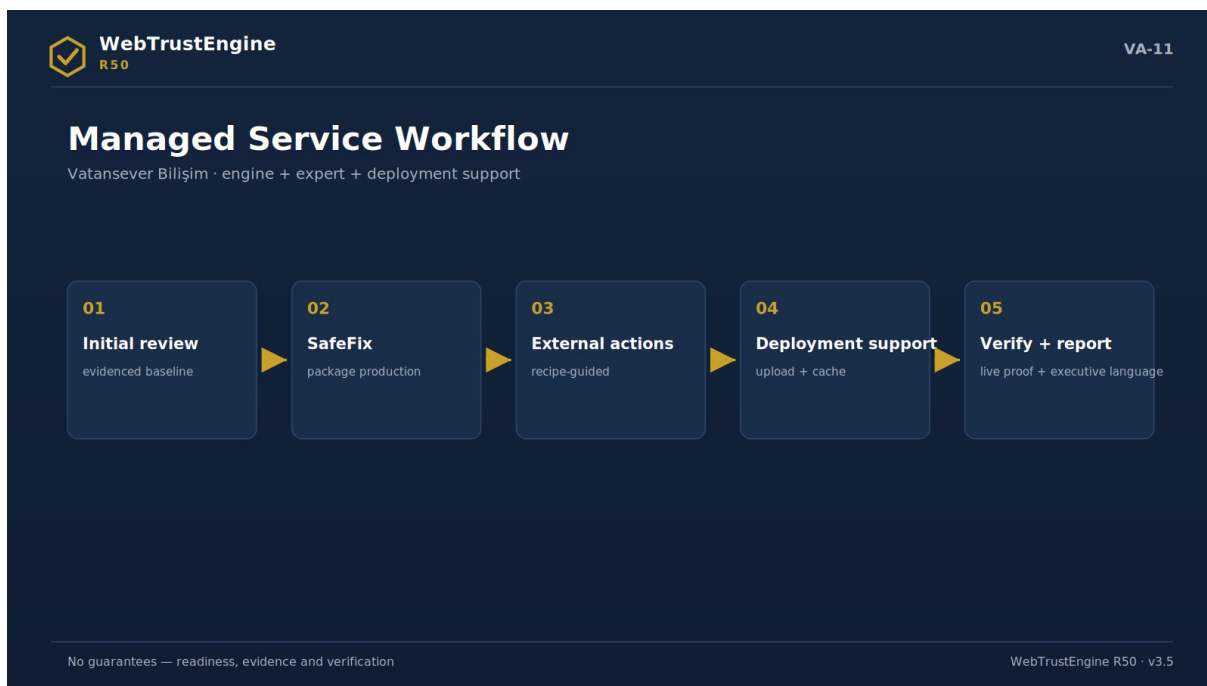 WebTrustEngine
R50
VA-11
Managed Service Workflow
Vatansever Bilişim · engine + expert + deployment support
01
Initial review
evidenced baseline
02
SafeFix
package production
03
External actions
recipe-guided
04
Deployment support
upload + cache
05
Verify + report
live proof + executive language
No guarantees — readiness, evidence and verification
WebTrustEngine R50 · v3.5